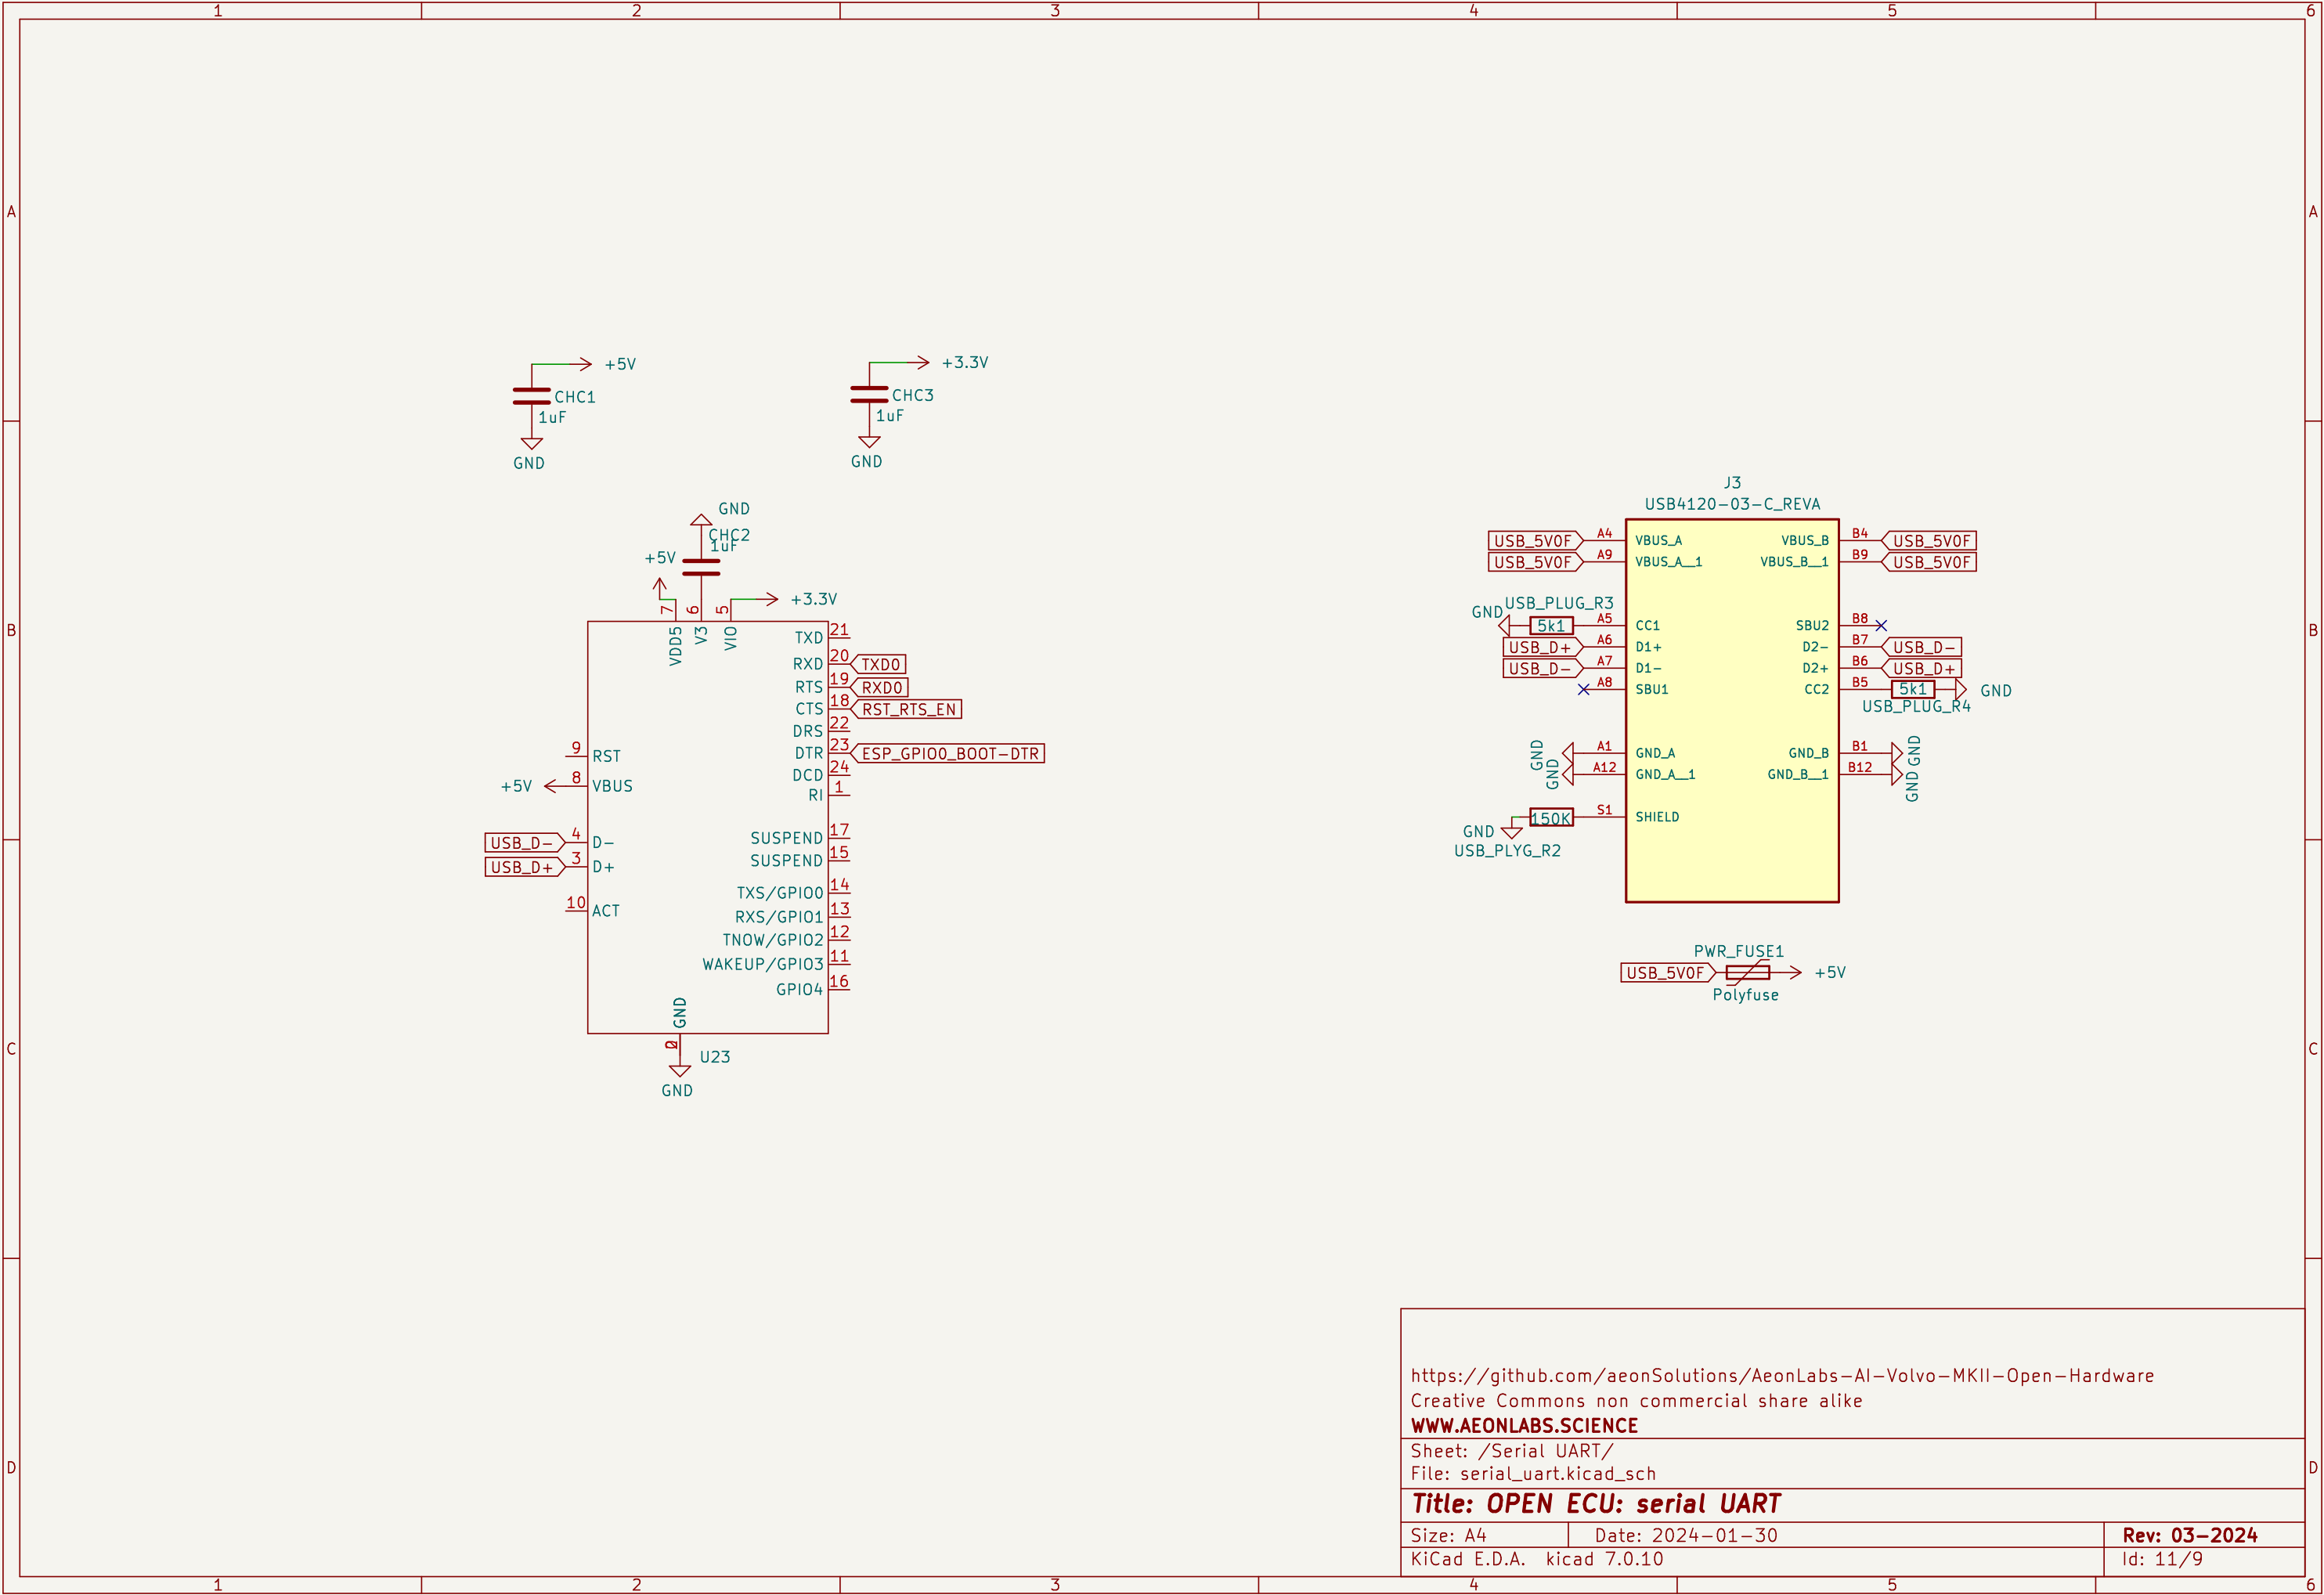 1 2 3 4 5 6
A
A
+5V
CHC1
1uF
GND
+3.3V
CHC3
1uF
GND
GND
CHC2
1uF
+5V
+3.3V
7 6 5
VDD5 V3 VIO
TXD 21
RXD 20 TXD0
RTS 19 RXD0
CTS 18 RST_RTS_EN
DRS 22
DTR 23 ESP_GPIO0_BOOT-DTR
DCD 24
RI 1
SUSPEND 17
SUSPEND 15
TXS/GPIO0 14
RXS/GPIO1 13
TNOW/GPIO2 12
WAKEUP/GPIO3 11
GPIO4 16
9 RST
+5V 8 VBUS
USB_D- 4 D-
USB_D+ 3 D+
10 ACT
GND
U23
GND
B
B
J3
USB4120-03-C_REVA
USB_5V0F A4 VBUS_A VBUS_B B4 USB_5V0F
USB_5V0F A9 VBUS_A__1 VBUS_B__1 B9 USB_5V0F
USB_PLUG_R3
GND 5k1 A5 CC1 SBU2 B8
USB_D+ A6 D1+ D2- B7 USB_D-
USB_D- A7 D1- D2+ B6 USB_D+
A8 SBU1 CC2 B5 5k1 GND
USB_PLUG_R4
GND A1 GND_A GND_B B1 GND
GND A12 GND_A__1 GND_B__1 B12 GND
150K S1 SHIELD
GND
USB_PLYG_R2
PWR_FUSE1
USB_5V0F +5V
Polyfuse
C
C
https://github.com/aeonSolutions/AeonLabs-AI-Volvo-MKII-Open-Hardware
Creative Commons non commercial share alike
WWW.AEONLABS.SCIENCE
Sheet: /Serial UART/
File: serial_uart.kicad_sch
Title: OPEN ECU: serial UART
Size: A4 Date: 2024-01-30 Rev: 03-2024
KiCad E.D.A. kicad 7.0.10 Id: 11/9
D
D
1 2 3 4 5 6